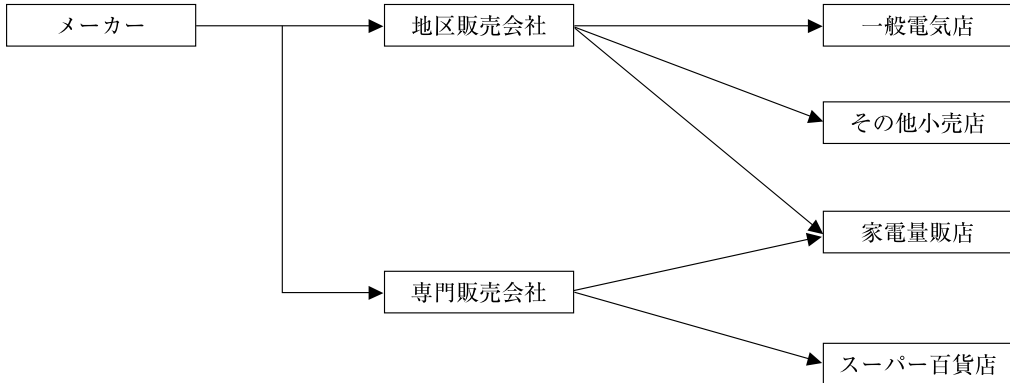 メーカー
地区販売会社
一般電気店
その他小売店
家電量販店
専門販売会社
スーパー百貨店